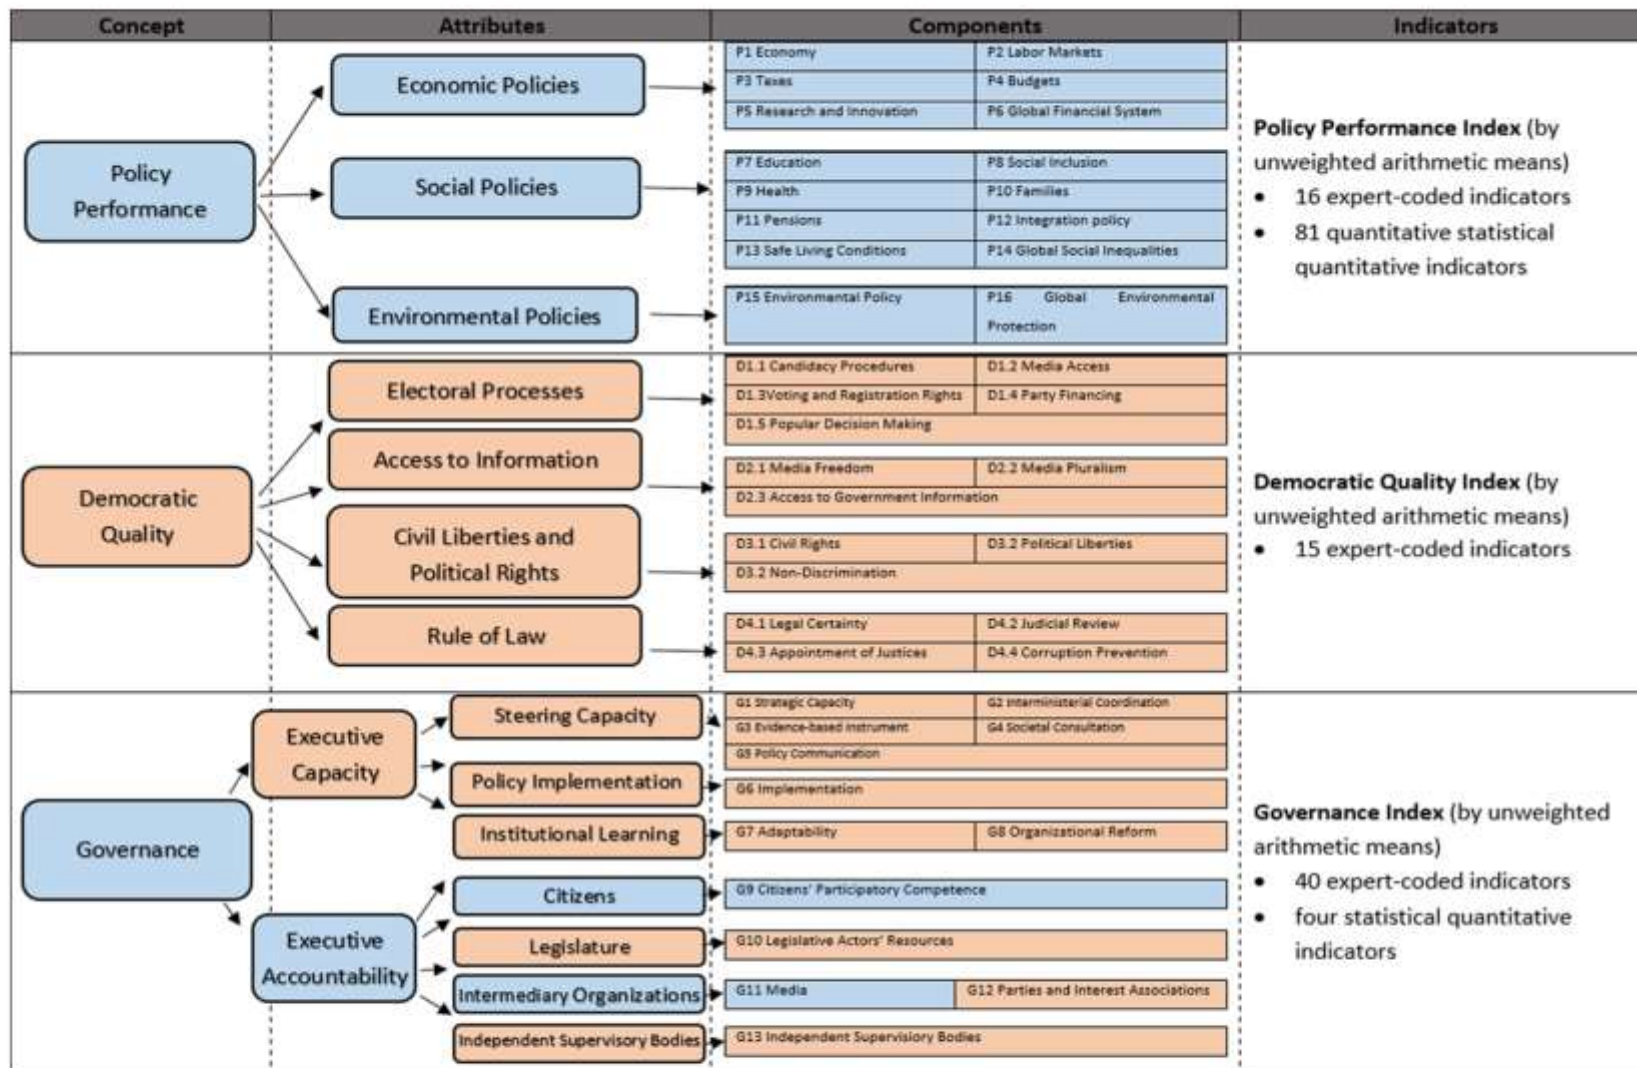 Concept Attributes Components Indicators
Policy
Performance
Economic Policies
P1 Economy P2 Labor Markets
P3 Taxes P4 Budgets
P5 Research and Innovation P6 Global Financial System
Social Policies
P7 Education P8 Social Inclusion
P9 Health P10 Families
P11 Pensions P12 Integration policy
P13 Safe Living Conditions P14 Global Social Inequalities
Environmental Policies
P15 Environmental Policy P16 Global Environmental
Protection
Policy Performance Index (by
unweighted arithmetic means)
• 16 expert-coded indicators
• 81 quantitative statistical
quantitative indicators
Democratic
Quality
Electoral Processes
D1.1 Candidacy Procedures D1.2 Media Access
D1.3Voting and Registration Rights D1.4 Party Financing
D1.5 Popular Decision Making
Access to Information
D2.1 Media Freedom D2.2 Media Pluralism
D2.3 Access to Government Information
Civil Liberties and
Political Rights
D3.1 Civil Rights D3.2 Political Liberties
D3.2 Non-Discrimination
Rule of Law
D4.1 Legal Certainty D4.2 Judicial Review
D4.3 Appointment of Justices D4.4 Corruption Prevention
Democratic Quality Index (by
unweighted arithmetic means)
• 15 expert-coded indicators
Governance
Executive
Capacity
Steering Capacity
G1 Strategic Capacity G2 Interministerial Coordination
G3 Evidence-based Instrument G4 Societal Consultation
G5 Policy Communication
Policy Implementation
G6 Implementation
Institutional Learning
G7 Adaptability G8 Organizational Reform
Executive
Accountability
Citizens
G9 Citizens' Participatory Competence
Legislature
G10 Legislative Actors' Resources
Intermediary Organizations
G11 Media G12 Parties and Interest Associations
Independent Supervisory Bodies
G13 Independent Supervisiory Bodies
Governance Index (by unweighted
arithmetic means)
• 40 expert-coded indicators
• four statistical quantitative
indicators